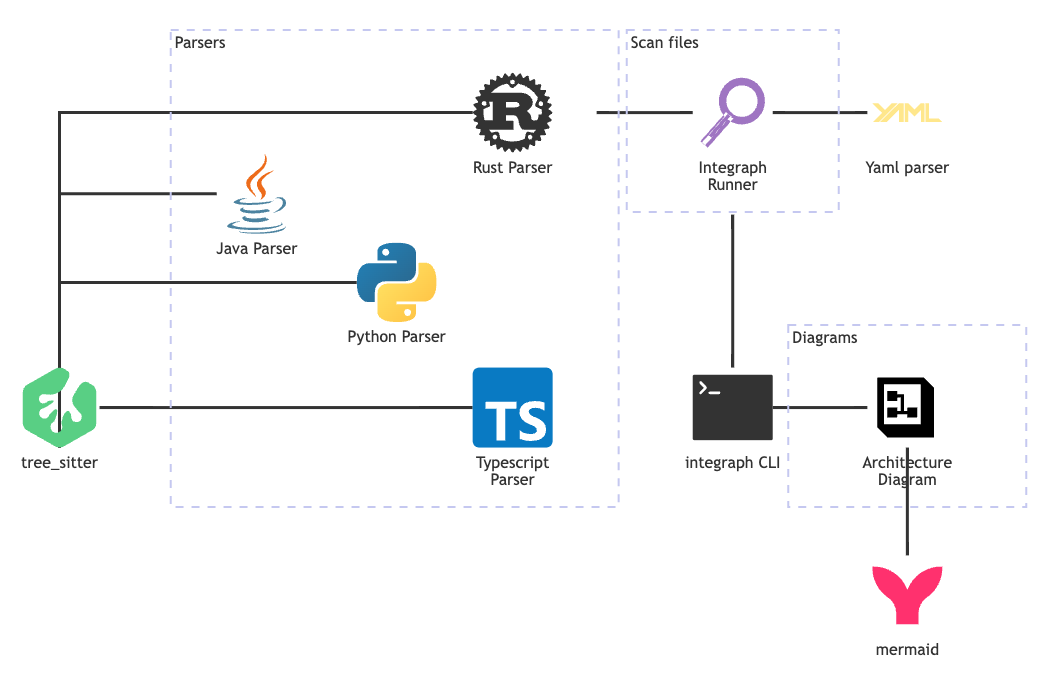 Parsers
Scan files
R
YAML
Rust Parser
Integraph
Runner
Yaml parser
Java Parser
Python Parser
Diagrams
TS
>_
tree_sitter
Typescript
Parser
integraph CLI
Architecture
Diagram
mermaid